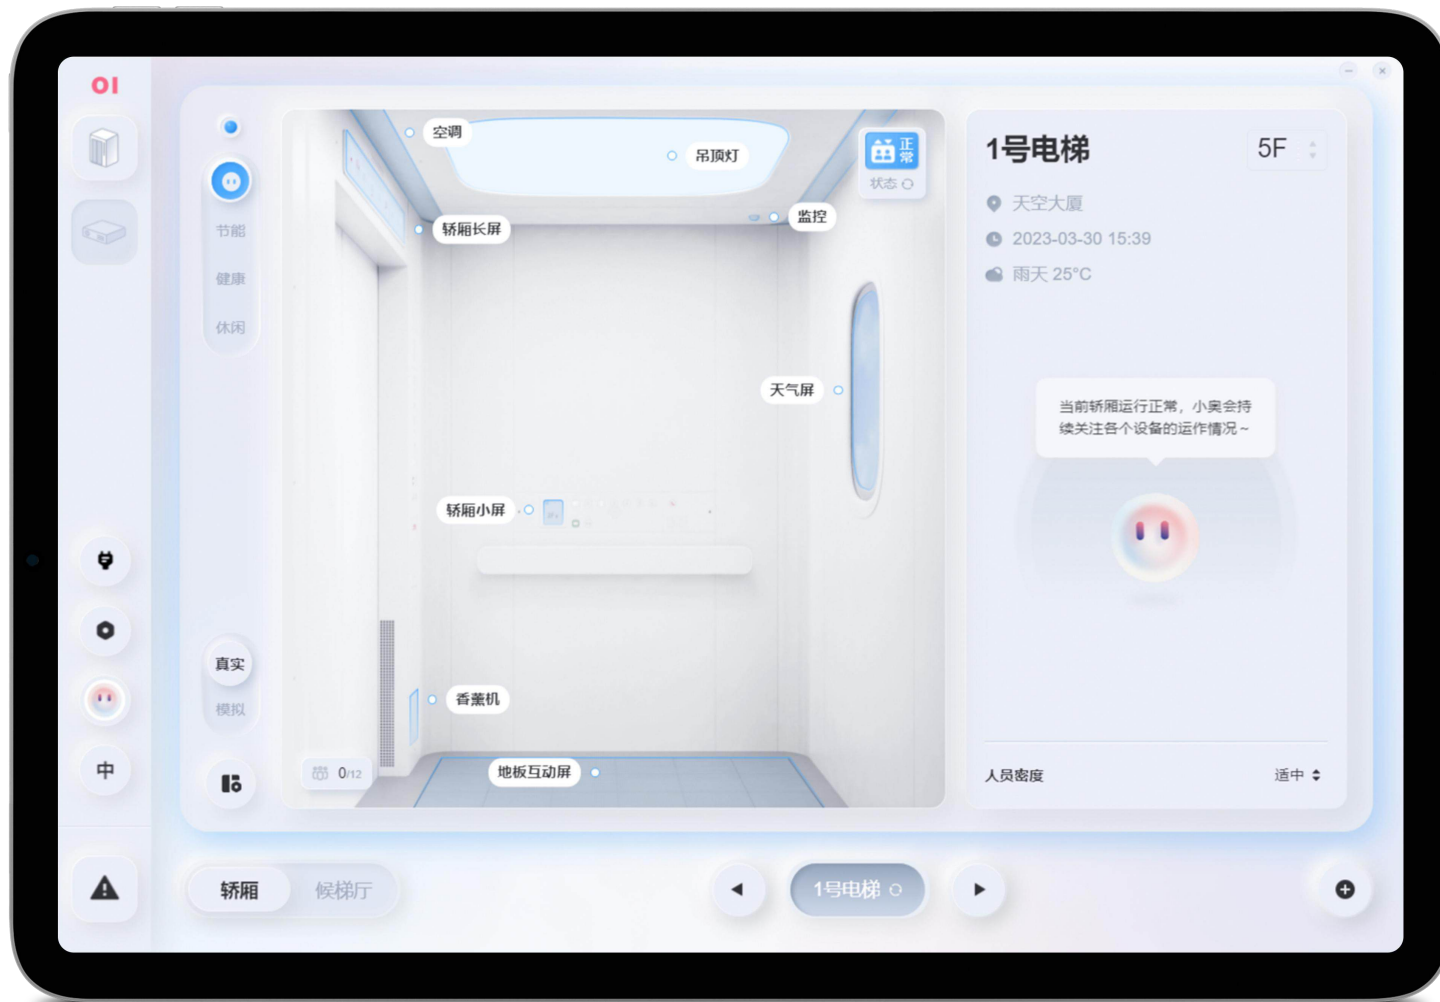 OI
空调
吊顶灯
正常
状态
轿厢长屏
监控
节能
健康
休闲
天气屏
轿厢小屏
真实
模拟
香薰机
地板互动屏
0/12
中
1号电梯
5F
天空大厦
2023-03-30 15:39
雨天 25°C
当前轿厢运行正常，小奥会持
续关注各个设备的运作情况～
人员密度
适中
轿厢
候梯厅
1号电梯